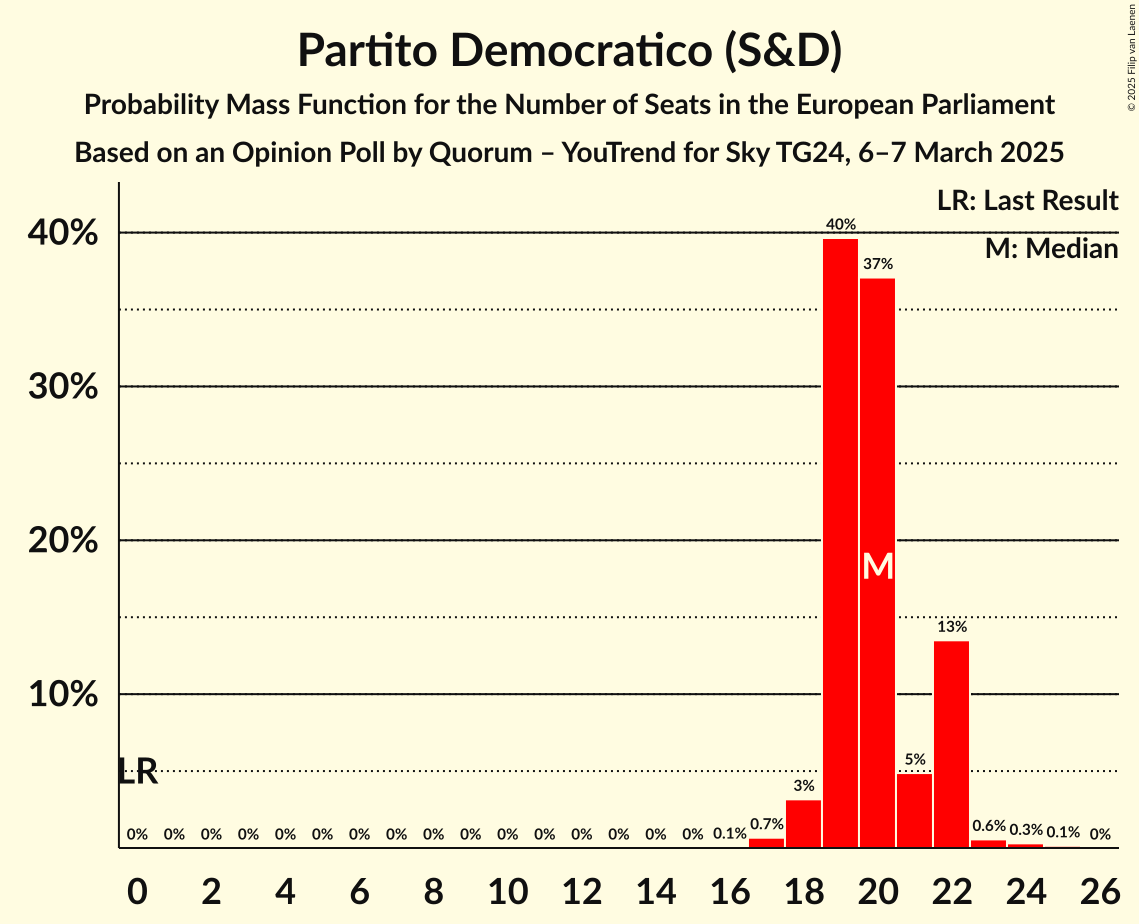 Partito Democratico (S&D)
Probability Mass Function for the Number of Seats in the European Parliament
Based on an Opinion Poll by Quorum – YouTrend for Sky TG24, 6–7 March 2025
© 2025 Filip van Laenen
LR: Last Result
M: Median
40%
30%
20%
10%
40%
37%
M
13%
LR
5%
3%
0% 0% 0% 0% 0% 0% 0% 0% 0% 0% 0% 0% 0% 0% 0% 0% 0.1% 0.7% 0.6% 0.3% 0.1% 0%
0 2 4 6 8 10 12 14 16 18 20 22 24 26